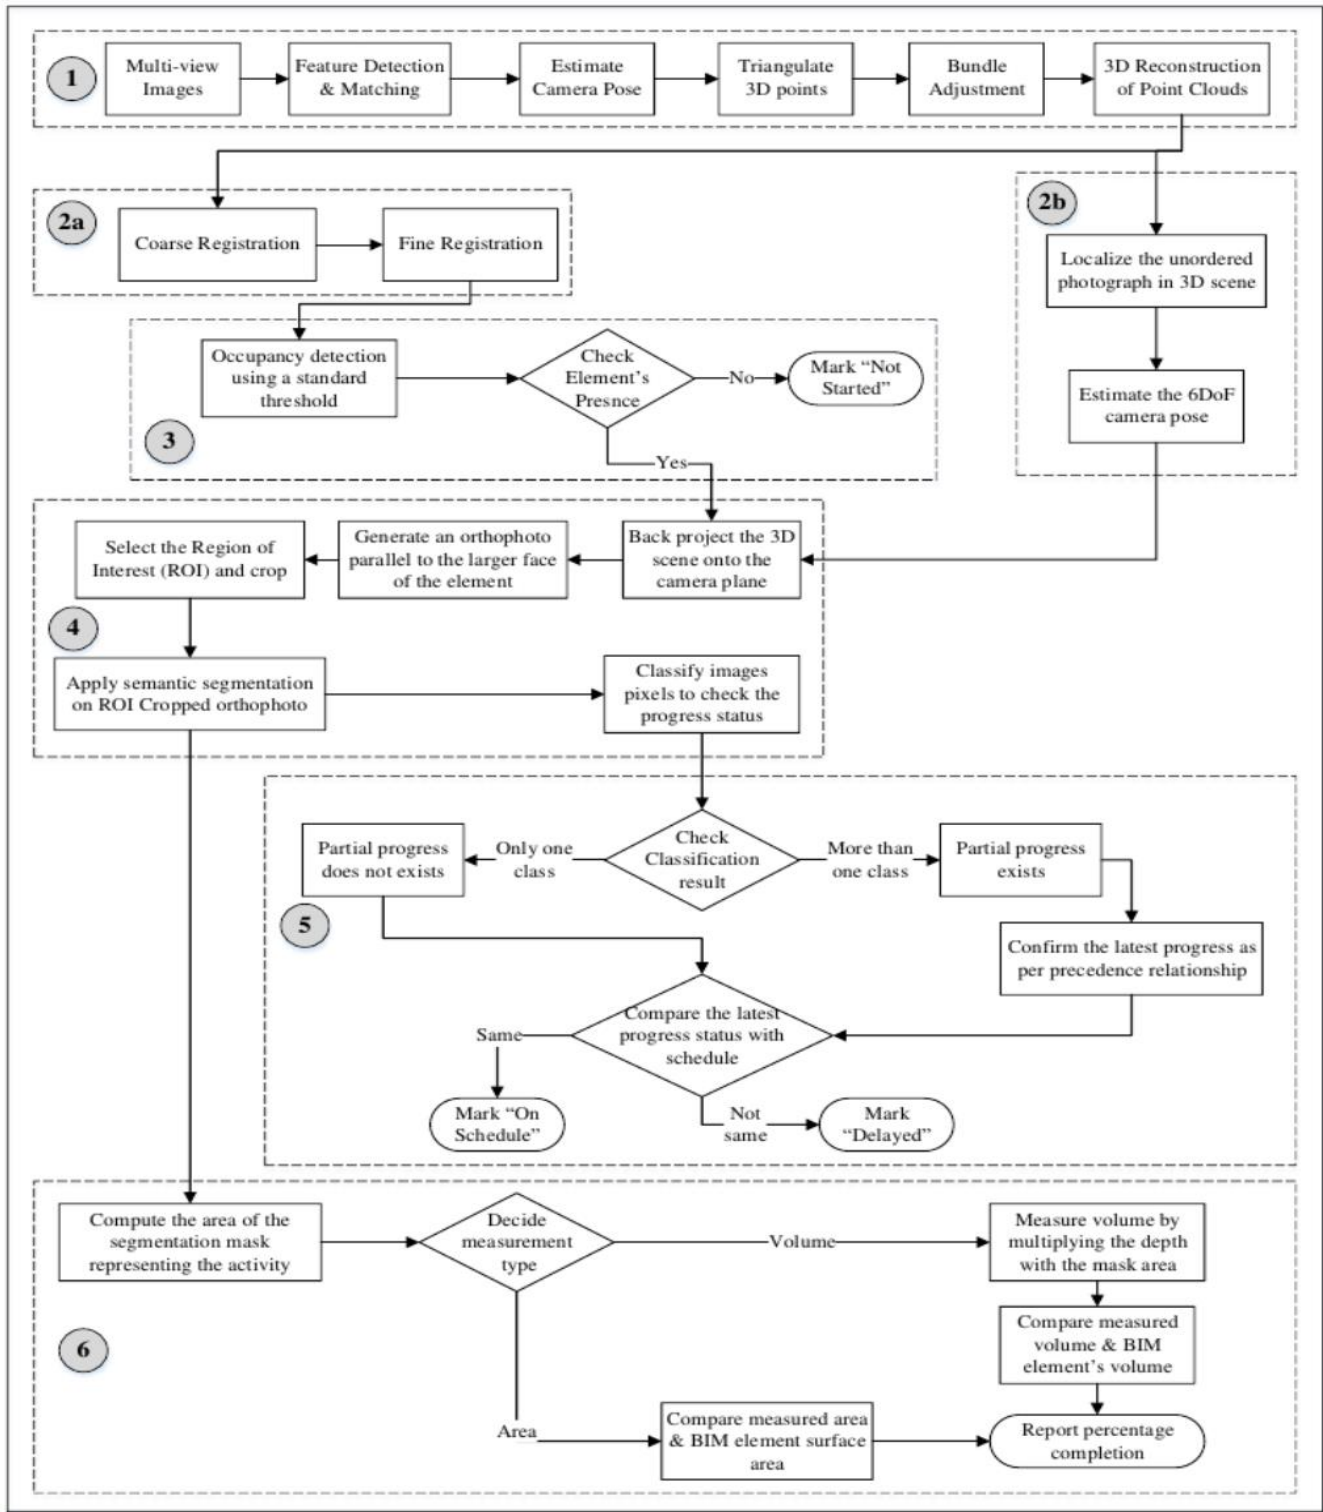 1
Multi-view
Images
Feature Detection
& Matching
Estimate
Camera Pose
Triangulate
3D points
Bundle
Adjustment
3D Reconstruction
of Point Clouds
2a
Coarse Registration
Fine Registration
2b
Localize the unordered
photograph in 3D scene
Estimate the 6DoF
camera pose
Occupancy detection
using a standard
threshold
Check
Element's
Presnce
No
Mark “Not
Started”
3
Yes
Select the Region of
Interest (ROI) and crop
Generate an orthophoto
parallel to the larger face
of the element
Back project the 3D
scene onto the
camera plane
4
Apply semantic segmentation
on ROI Cropped orthophoto
Classify images
pixels to check the
progress status
Partial progress
does not exists
Only one
class
Check
Classification
result
More than
one class
Partial progress
exists
5
Confirm the latest progress as
per precedence relationship
Compare the latest
progress status with
schedule
Same
Mark “On
Schedule”
Not
same
Mark
“Delayed”
Compute the area of the
segmentation mask
representing the activity
Decide
measurement
type
Volume
Measure volume by
multiplying the depth
with the mask area
6
Compare measured
volume & BIM
element's volume
Area
Compare measured area
& BIM element surface
area
Report percentage
completion